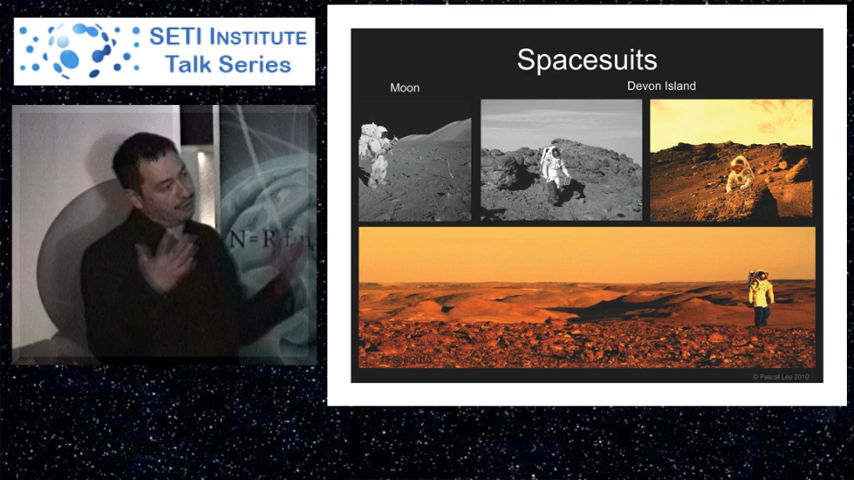 SETI INSTITUTE
Talk Series
Spacesuits
Moon
Devon Island
N=R
© Pascal Lee 2010